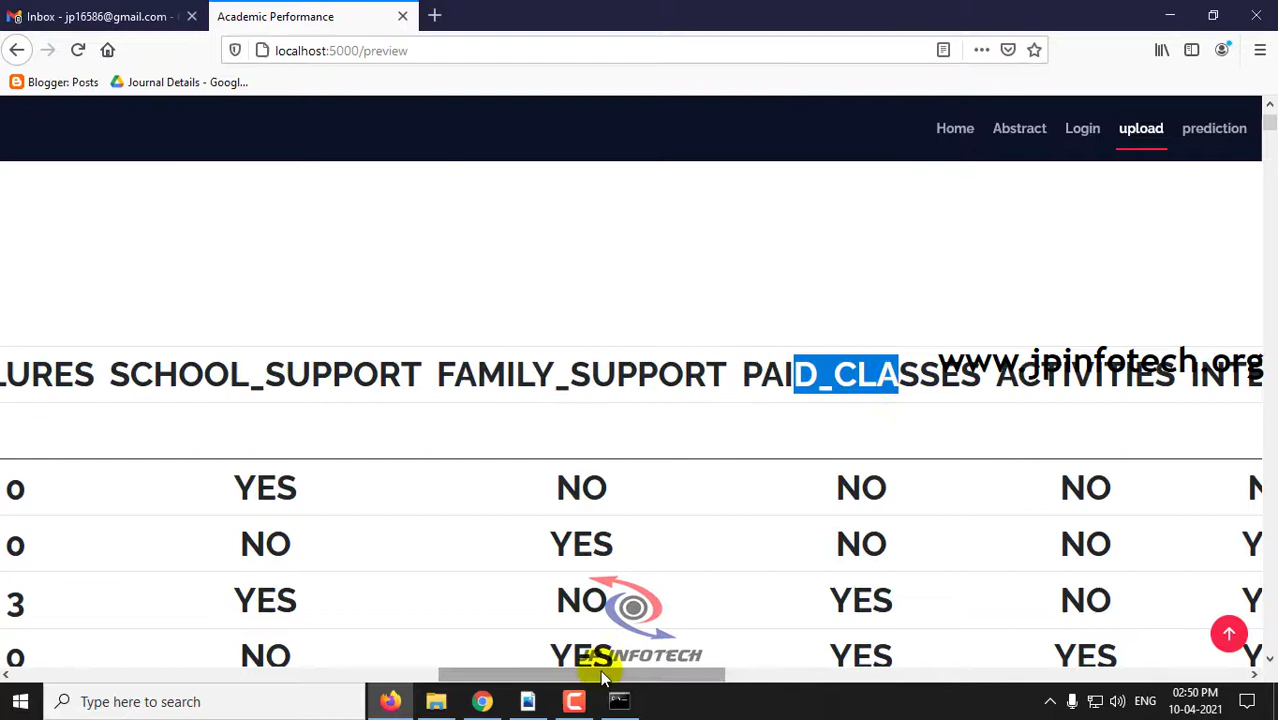 Inbox - jp16586@gmail.com -
Academic Performance
localhost:5000/preview
Blogger: Posts
Journal Details - Googl...
Home
Abstract
Login
upload
prediction
www.jpinfotech.org
LURES SCHOOL_SUPPORT FAMILY_SUPPORT PAID_CLASSES ACTIVITIES INTE
0 YES NO NO NO N
0 NO YES NO NO Y
3 YES NO YES NO Y
0 NO YES YES YES Y
JP INFOTECH
Type here to search
ENG
02:50 PM
10-04-2021